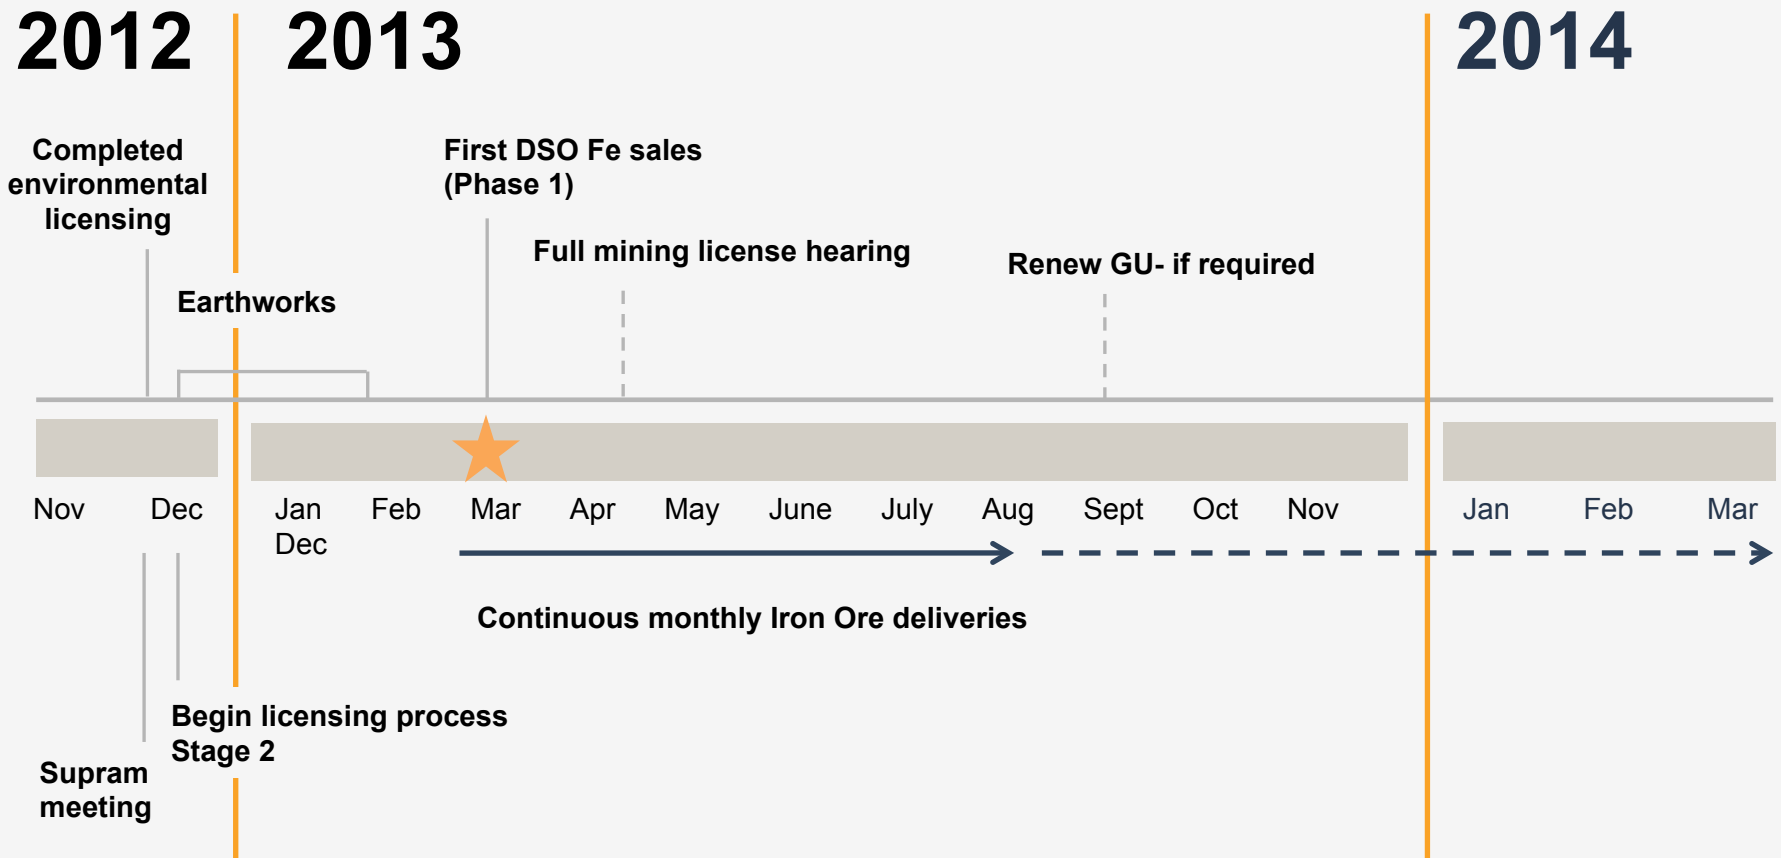 2012
2013
2014
Completed
environmental
licensing
First DSO Fe sales
(Phase 1)
Full mining license hearing
Renew GU- if required
Earthworks
Nov Dec Jan Feb Mar Apr May June July Aug Sept Oct Nov Jan Feb Mar
Dec
Continuous monthly Iron Ore deliveries
Begin licensing process
Stage 2
Supram
meeting